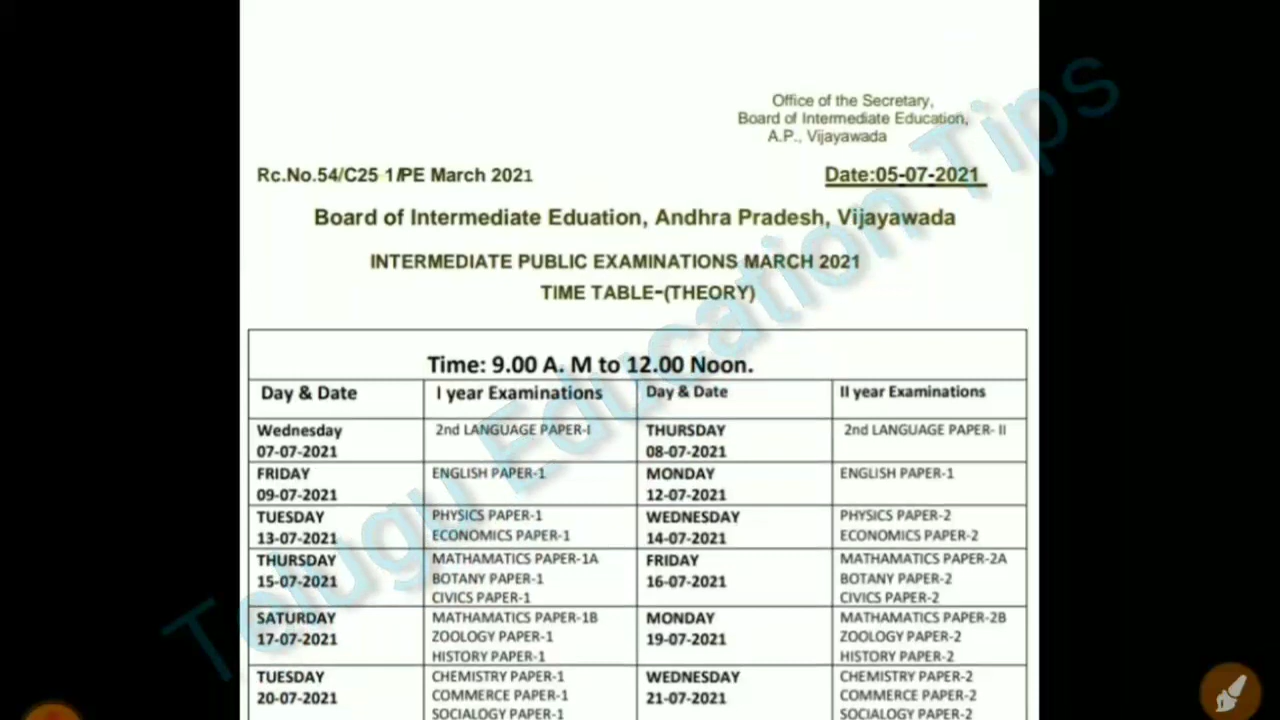 Office of the Secretary,
Board of Intermediate Education,
A.P., Vijayawada
Rc.No.54/C25 1/PE March 2021
Date:05-07-2021
Board of Intermediate Eduation, Andhra Pradesh, Vijayawada
INTERMEDIATE PUBLIC EXAMINATIONS MARCH 2021
TIME TABLE-(THEORY)
Time: 9.00 A. M to 12.00 Noon.
Day & Date I year Examinations Day & Date II year Examinations
Wednesday 2nd LANGUAGE PAPER-I THURSDAY 2nd LANGUAGE PAPER- II
07-07-2021 08-07-2021
FRIDAY ENGLISH PAPER-1 MONDAY ENGLISH PAPER-1
09-07-2021 12-07-2021
TUESDAY PHYSICS PAPER-1 WEDNESDAY PHYSICS PAPER-2
13-07-2021 ECONOMICS PAPER-1 14-07-2021 ECONOMICS PAPER-2
THURSDAY MATHAMATICS PAPER-1A FRIDAY MATHAMATICS PAPER-2A
15-07-2021 BOTANY PAPER-1 16-07-2021 BOTANY PAPER-2
CIVICS PAPER-1 CIVICS PAPER-2
SATURDAY MATHAMATICS PAPER-1B MONDAY MATHAMATICS PAPER-2B
17-07-2021 ZOOLOGY PAPER-1 19-07-2021 ZOOLOGY PAPER-2
HISTORY PAPER-1 HISTORY PAPER-2
TUESDAY CHEMISTRY PAPER-1 WEDNESDAY CHEMISTRY PAPER-2
20-07-2021 COMMERCE PAPER-1 21-07-2021 COMMERCE PAPER-2
SOCIALOGY PAPER-1 SOCIALOGY PAPER-2
Telugu Education Tips